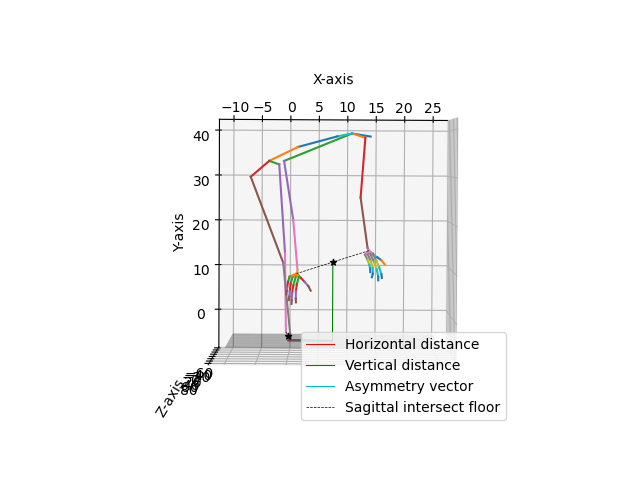 X-axis
−10 −5 0 5 10 15 20 25
40
30
20
10
0
Y-axis
Z-axis
Horizontal distance
Vertical distance
Asymmetry vector
Sagittal intersect floor